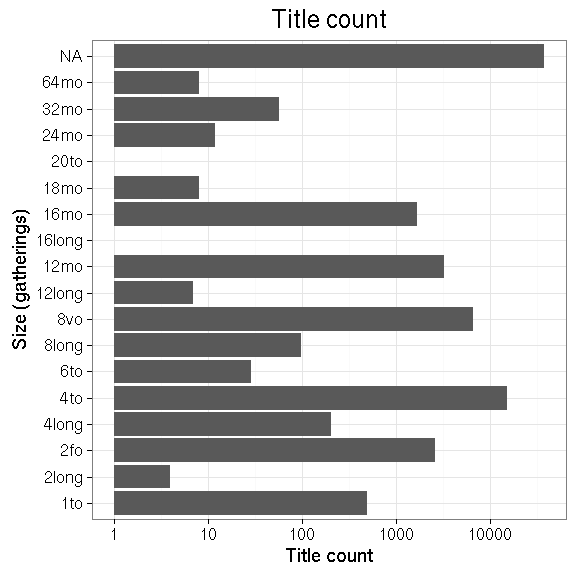 Title count
Size (gatherings)
NA
64mo
32mo
24mo
20to
18mo
16mo
16long
12mo
12long
8vo
8long
6to
4to
4long
2fo
2long
1to
1 10 100 1000 10000
Title count